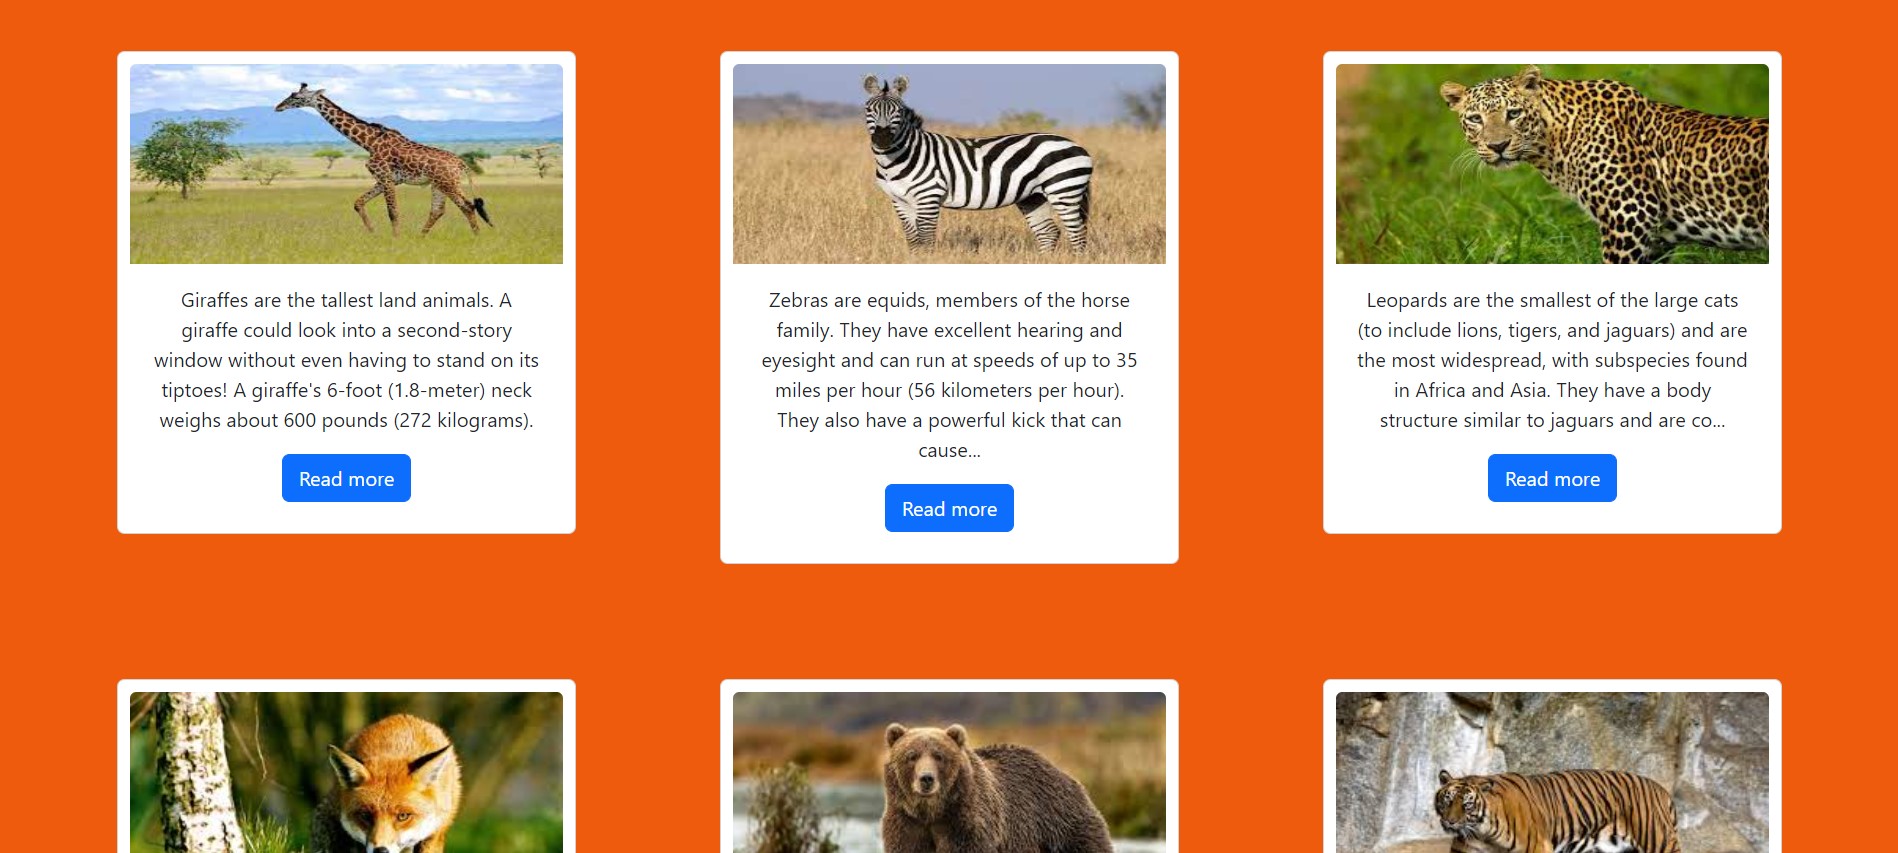 Giraffes are the tallest land animals. A
giraffe could look into a second-story
window without even having to stand on its
tiptoes! A giraffe's 6-foot (1.8-meter) neck
weighs about 600 pounds (272 kilograms).
Read more
Zebras are equids, members of the horse
family. They have excellent hearing and
eyesight and can run at speeds of up to 35
miles per hour (56 kilometers per hour).
They also have a powerful kick that can
cause...
Read more
Leopards are the smallest of the large cats
(to include lions, tigers, and jaguars) and are
the most widespread, with subspecies found
in Africa and Asia. They have a body
structure similar to jaguars and are co...
Read more